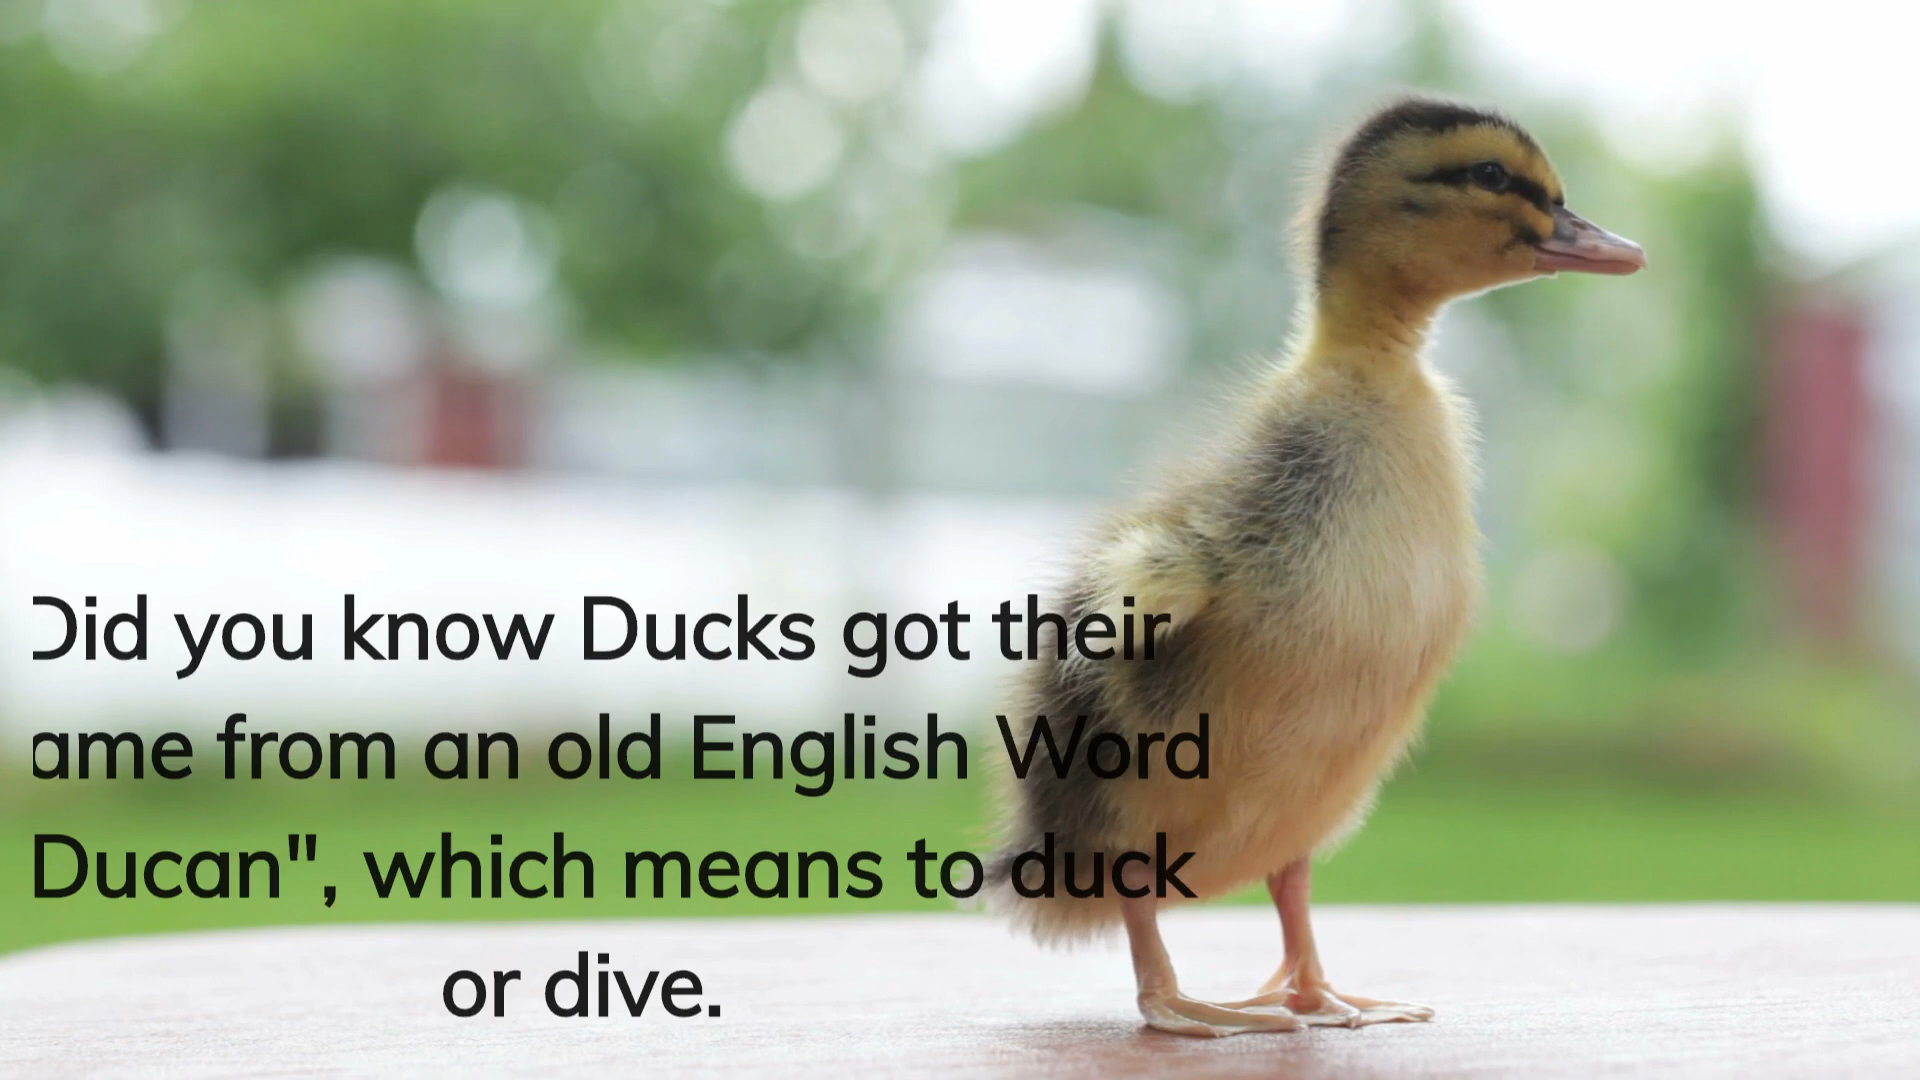 Did you know Ducks got their
ame from an old English Word
Ducan", which means to duck
or dive.